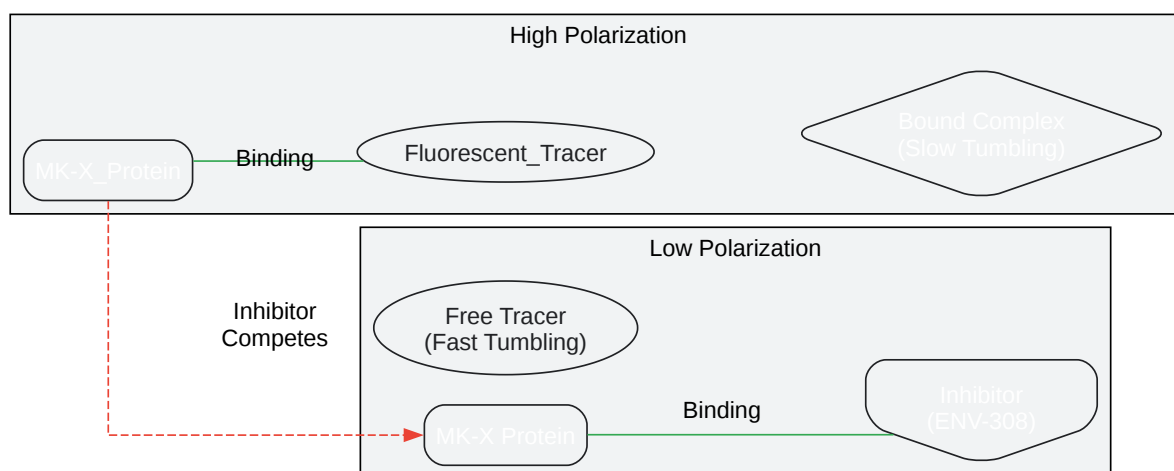 High Polarization
Bound Complex
(Slow Tumbling)
MK-X_Protein
Binding
Fluorescent_Tracer
Low Polarization
Inhibitor
Competes
Free Tracer
(Fast Tumbling)
MK-X Protein
Binding
Inhibitor
(ENV-308)